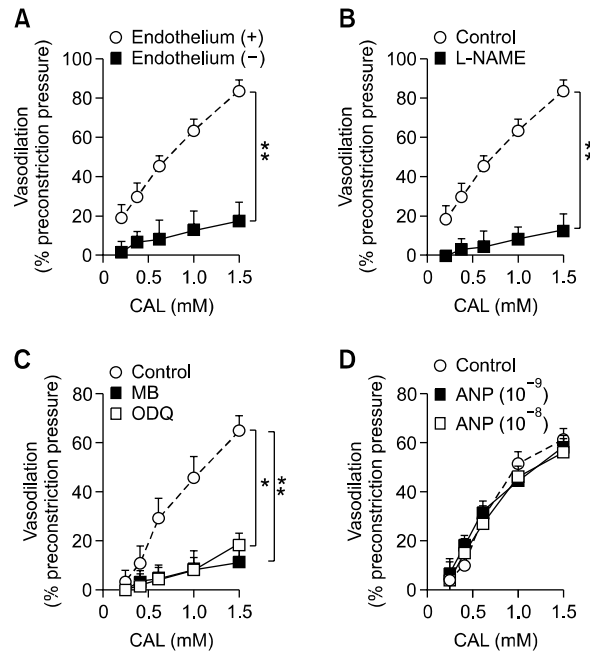 A
Endothelium (+)
Endothelium (−)
Vasodilation
(% preconstriction pressure)
100
80
60
40
20
0
0 0.5 1.0 1.5
CAL (mM)
**
B
Control
L-NAME
Vasodilation
(% preconstriction pressure)
100
80
60
40
20
0
0 0.5 1.0 1.5
CAL (mM)
**
C
Control
MB
ODQ
Vasodilation
(% preconstriction pressure)
80
60
40
20
0
0 0.5 1.0 1.5
CAL (mM)
*
**
D
Control
ANP (10⁻⁹)
ANP (10⁻⁸)
Vasodilation
(% preconstriction pressure)
80
60
40
20
0
0 0.5 1.0 1.5
CAL (mM)